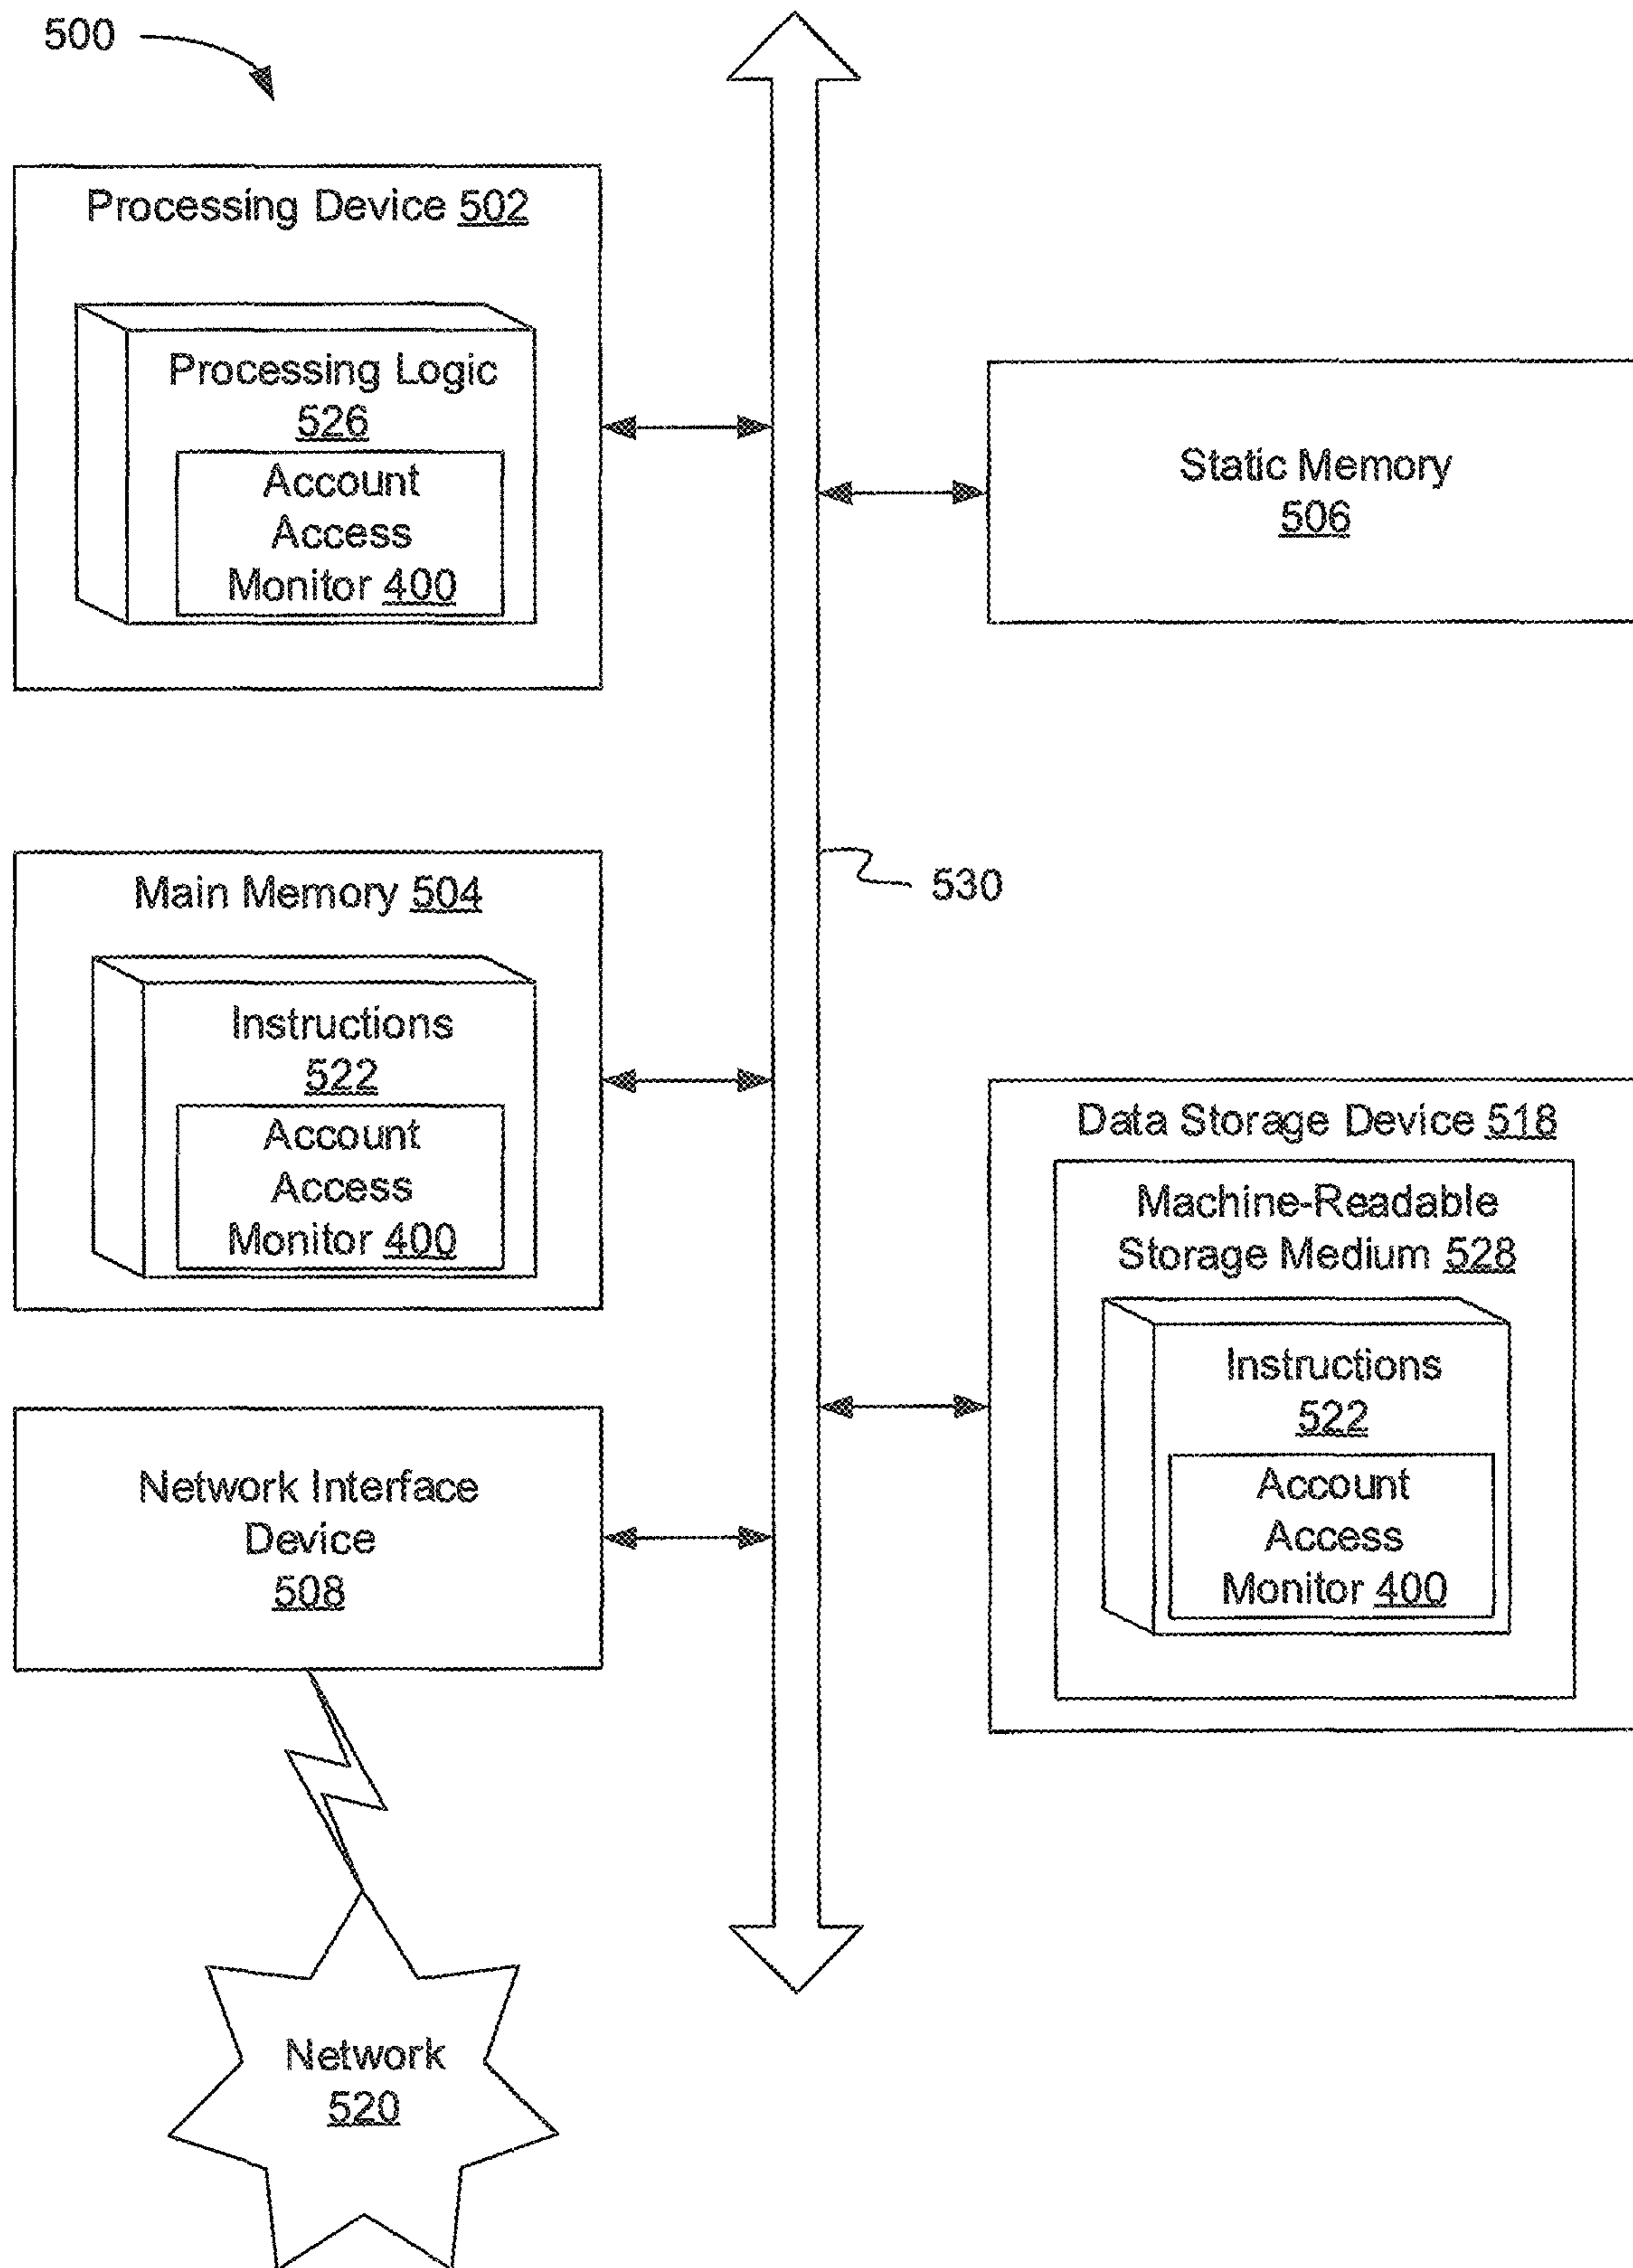 500
Processing Device 502
Processing Logic
526
Account
Access
Monitor 400
Static Memory
506
530
Main Memory 504
Instructions
522
Account
Access
Monitor 400
Data Storage Device 518
Machine-Readable
Storage Medium 528
Instructions
522
Account
Access
Monitor 400
Network Interface
Device
508
Network
520